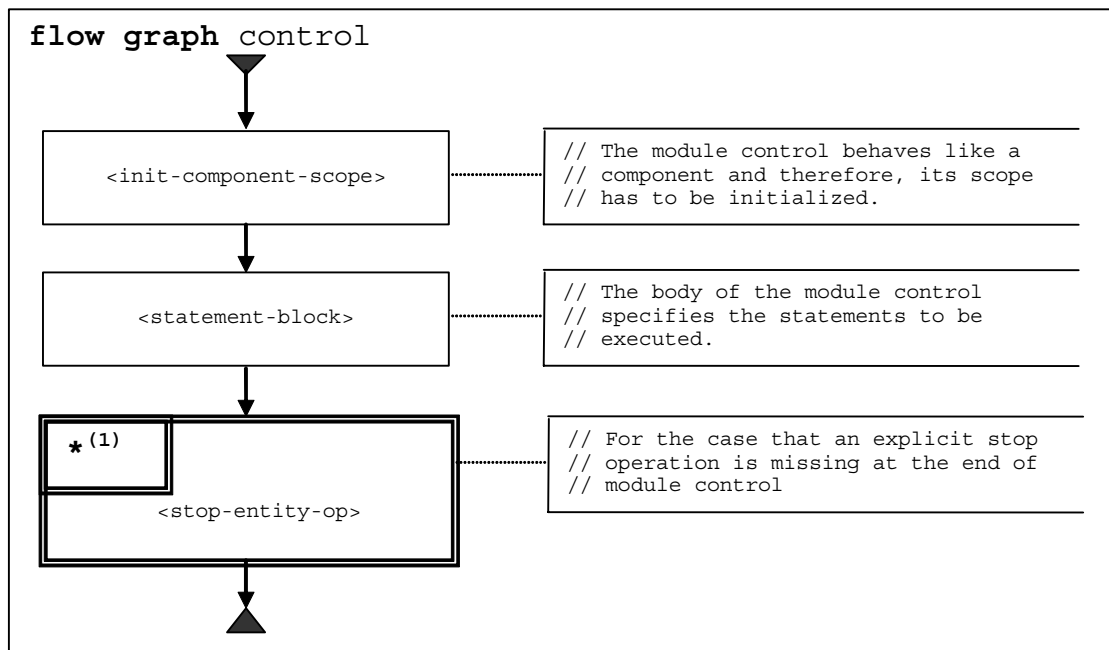 flow graph control
<init-component-scope>
// The module control behaves like a
// component and therefore, its scope
// has to be initialized.
<statement-block>
// The body of the module control
// specifies the statements to be
// executed.
*(1)
<stop-entity-op>
// For the case that an explicit stop
// operation is missing at the end of
// module control